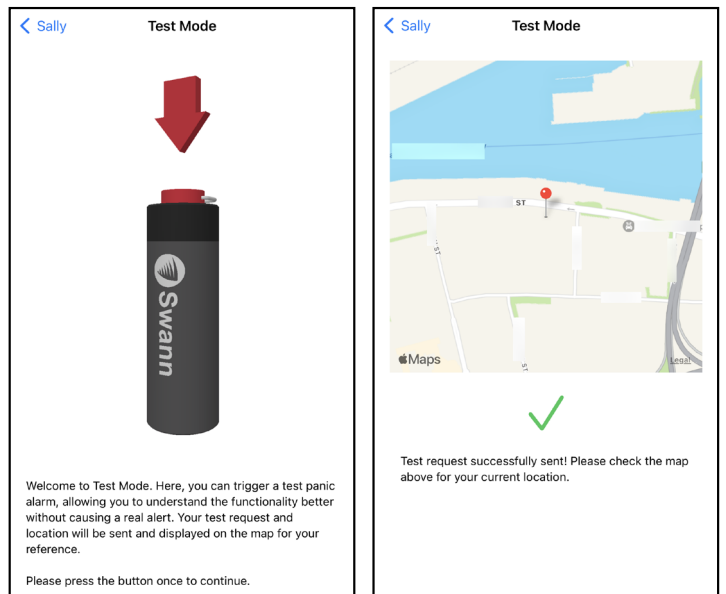 Sally
Test Mode
Swann
Welcome to Test Mode. Here, you can trigger a test panic
alarm, allowing you to understand the functionality better
without causing a real alert. Your test request and
location will be sent and displayed on the map for your
reference.
Please press the button once to continue.
Sally
Test Mode
ST
ST
ST
Maps
Legal
Test request successfully sent! Please check the map
above for your current location.